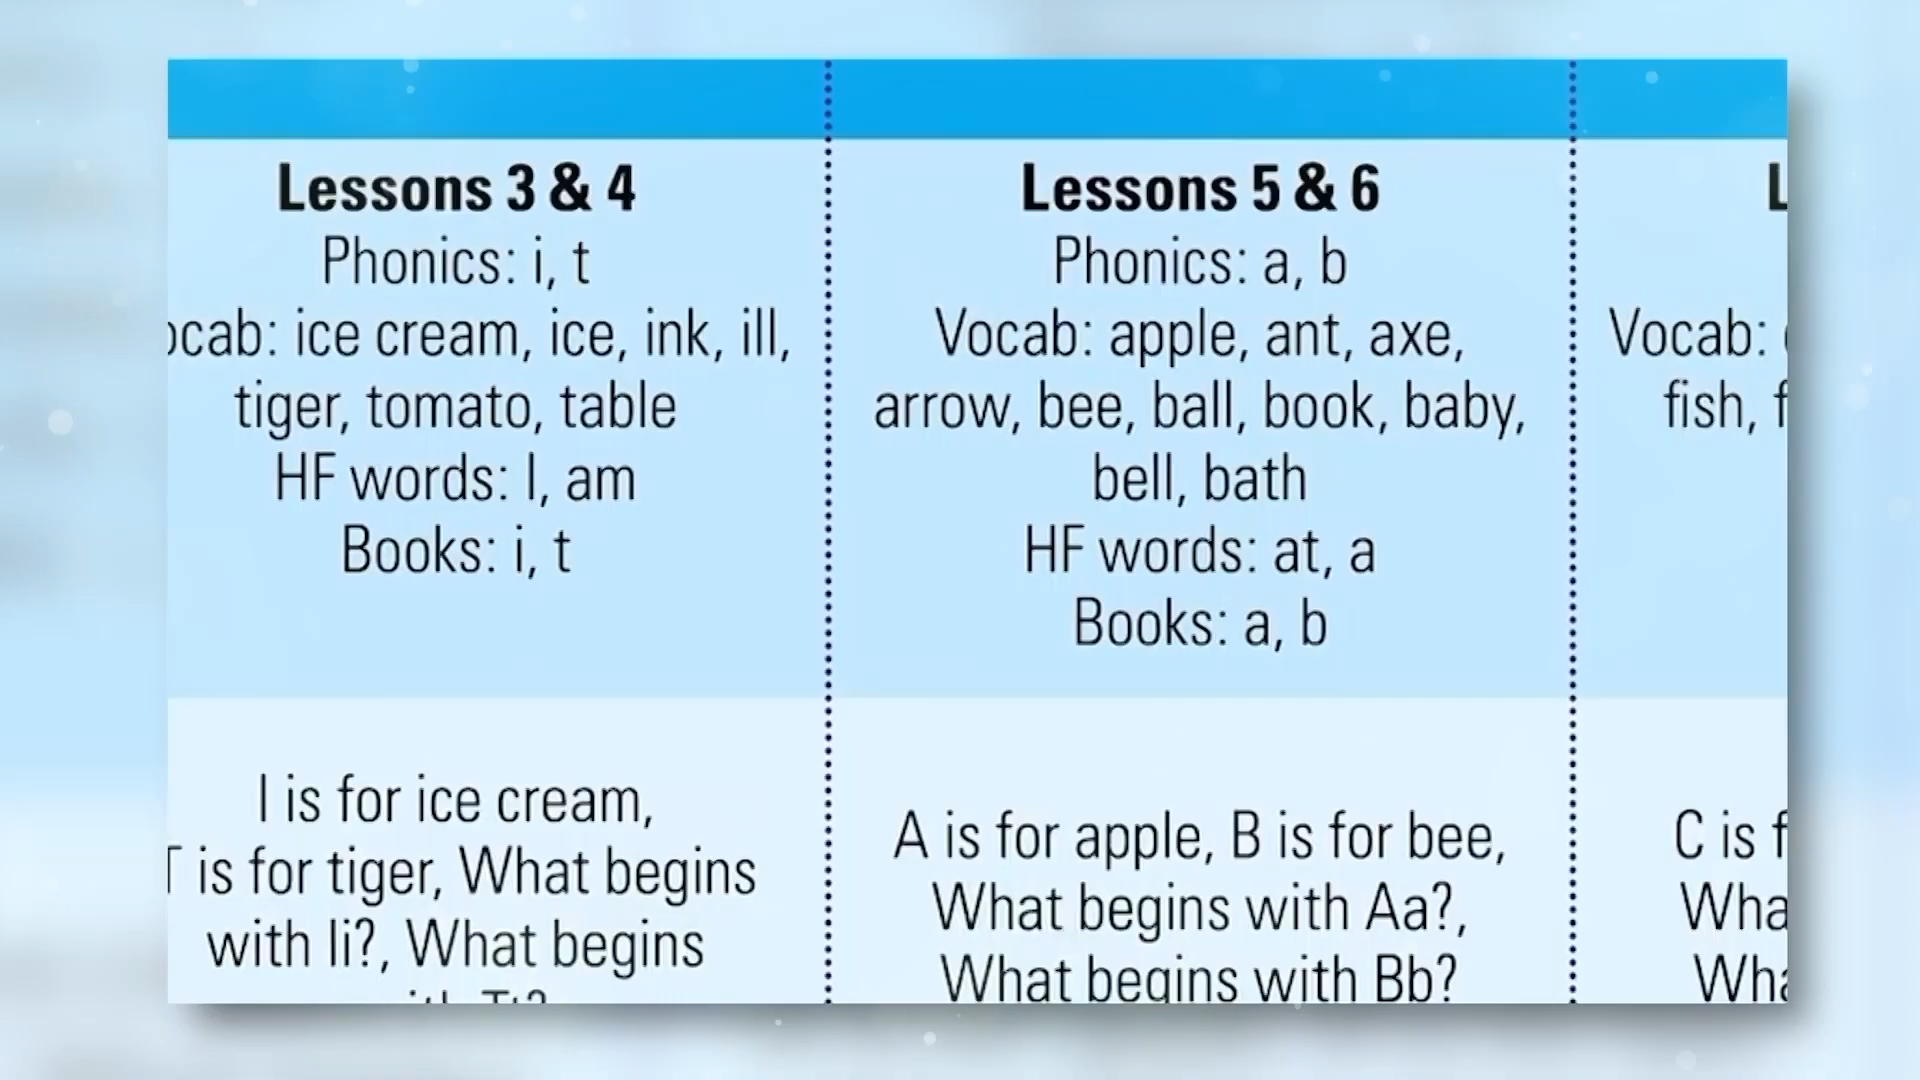 Lessons 3 & 4
Phonics: i, t
ocab: ice cream, ice, ink, ill,
tiger, tomato, table
HF words: I, am
Books: i, t
I is for ice cream,
T is for tiger, What begins
with Ii?, What begins
Lessons 5 & 6
Phonics: a, b
Vocab: apple, ant, axe,
arrow, bee, ball, book, baby,
bell, bath
HF words: at, a
Books: a, b
A is for apple, B is for bee,
What begins with Aa?,
What begins with Bb?
L
Vocab:
fish, f
C is f
Wha
Wha